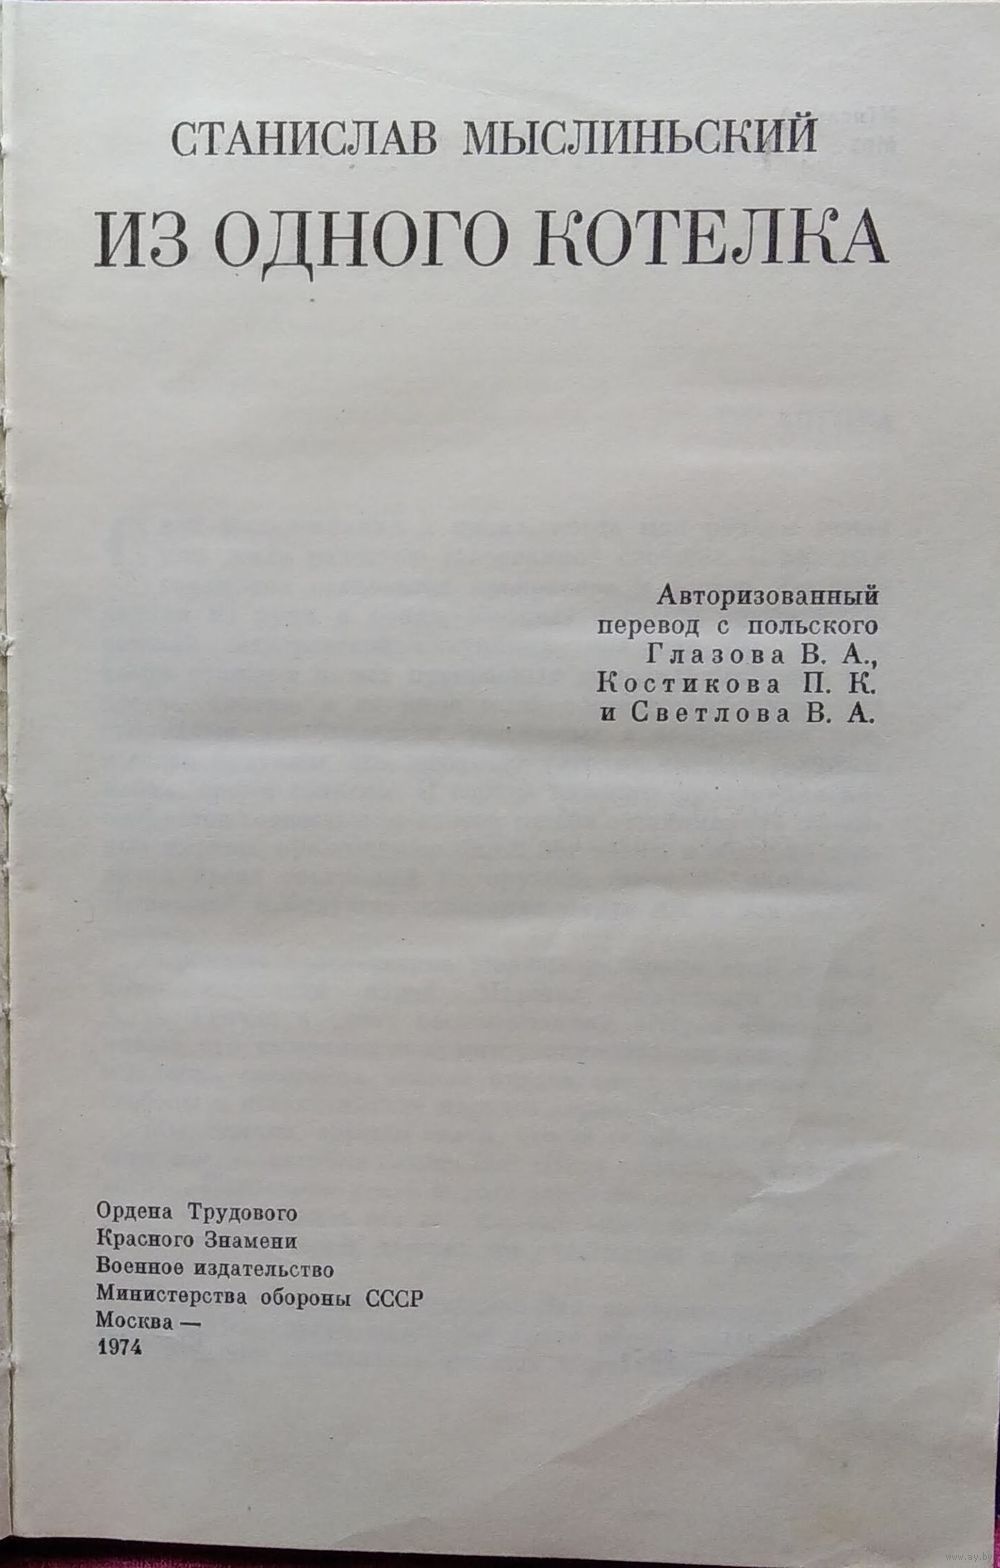 СТАНИСЛАВ МЫСЛИНЬСКИЙ
ИЗ ОДНОГО КОТЕЛКА
Авторизованный
перевод с польского
Глазова В. А.,
Костикова П. К.
и Светлова В. А.
Ордена Трудового
Красного Знамени
Военное издательство
Министерства обороны СССР
Москва —
1974